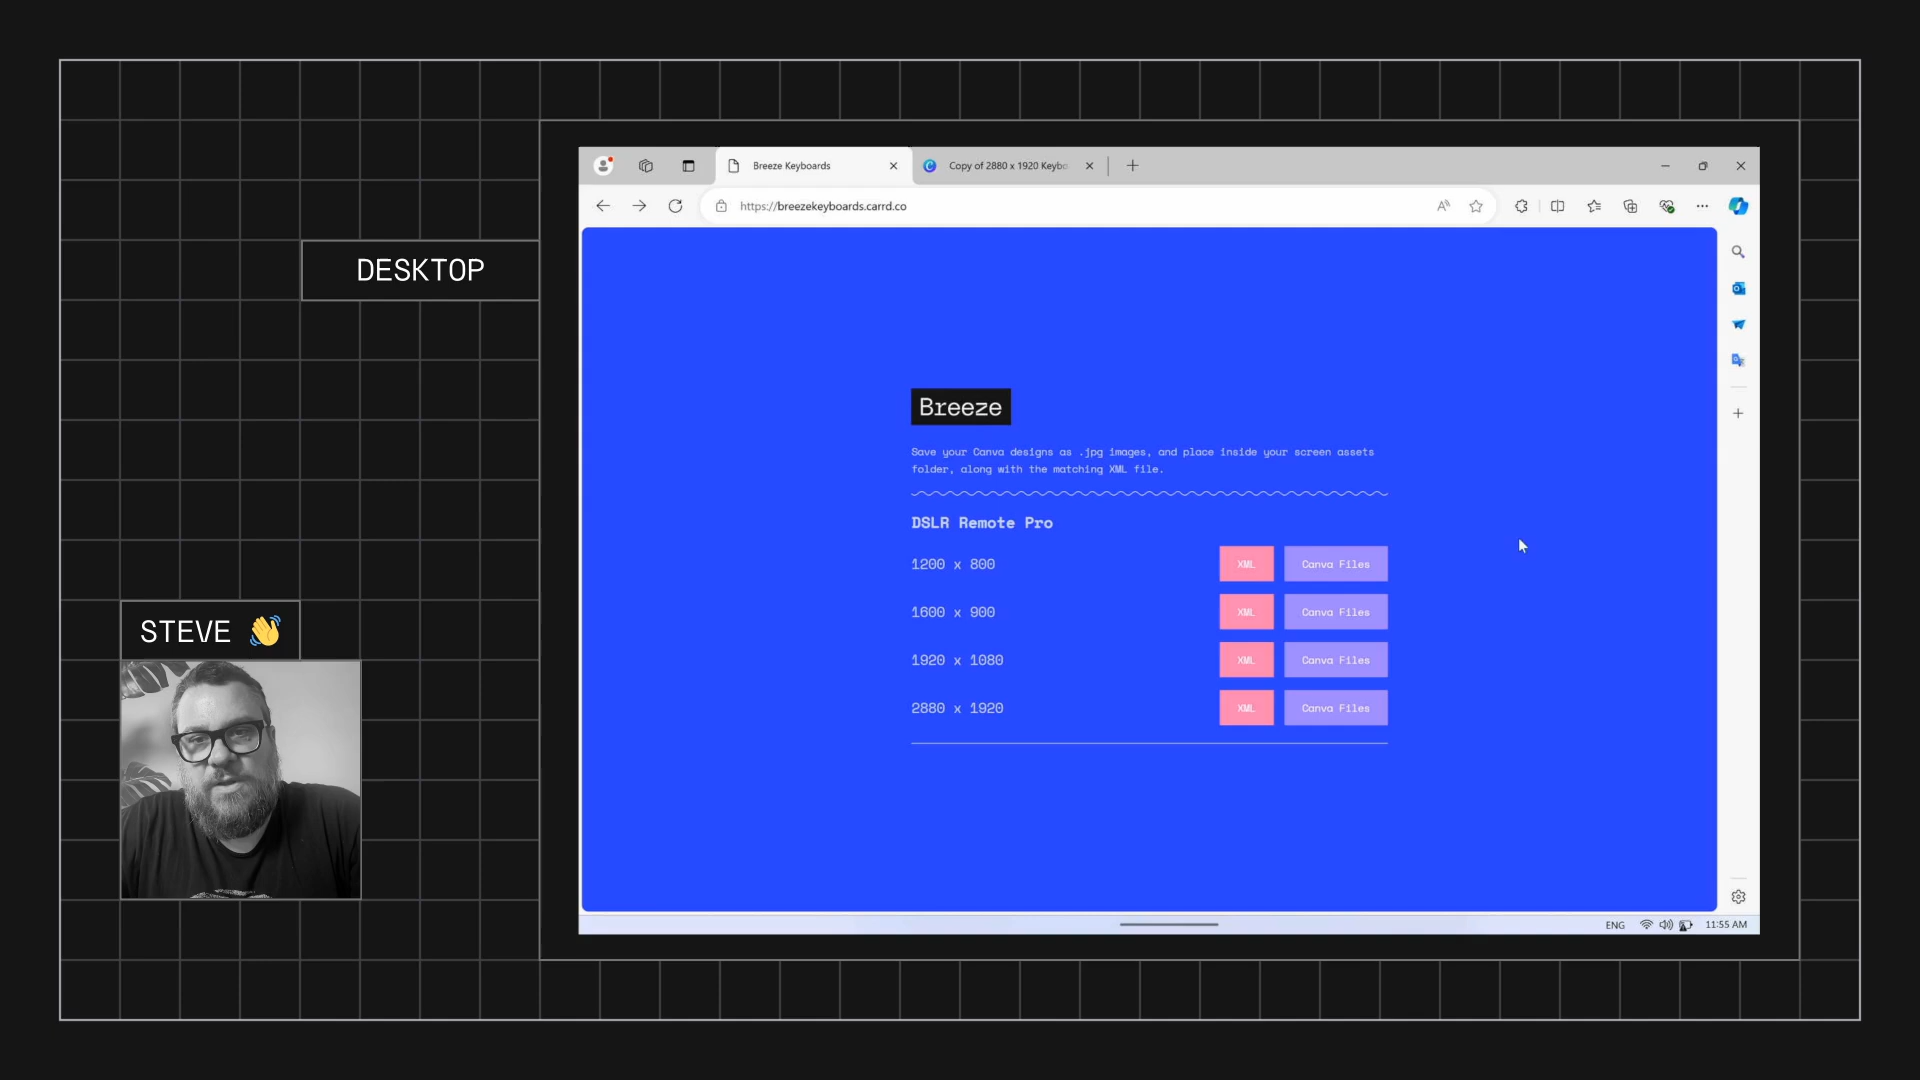 Breeze Keyboards
Copy of 2880 x 1920 Keybo
https://breezekeyboards.carrd.co
DESKTOP
Breeze
Save your Canva designs as .jpg images, and place inside your screen assets
folder, along with the matching XML file.
DSLR Remote Pro
1200 x 800 XML Canva Files
1600 x 900 XML Canva Files
1920 x 1080 XML Canva Files
2880 x 1920 XML Canva Files
STEVE 👋
ENG 11:55 AM